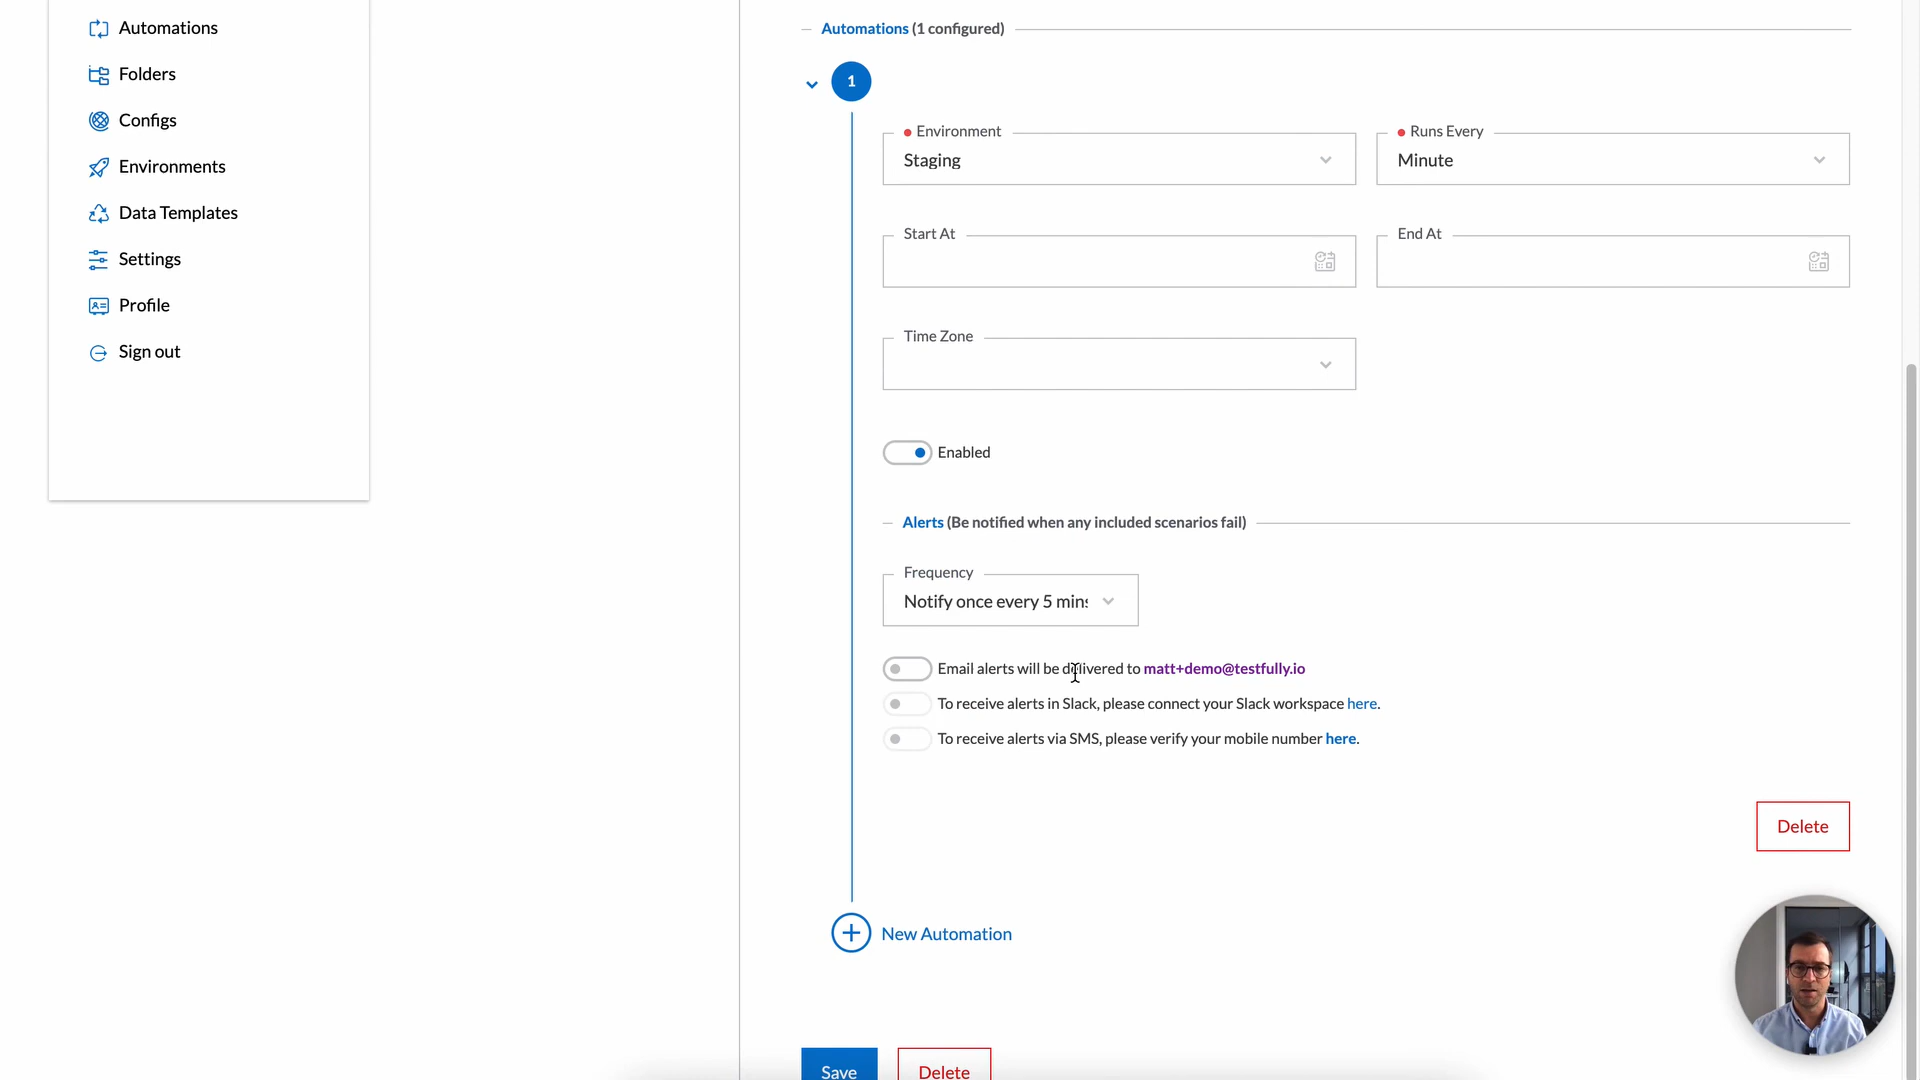 Automations
Folders
Configs
Environments
Data Templates
Settings
Profile
Sign out
Automations (1 configured)
1
Environment
Staging
Runs Every
Minute
Start At
End At
Time Zone
Enabled
Alerts (Be notified when any included scenarios fail)
Frequency
Notify once every 5 mins
Email alerts will be delivered to matt+demo@testfully.io
To receive alerts in Slack, please connect your Slack workspace here.
To receive alerts via SMS, please verify your mobile number here.
Delete
New Automation
Save
Delete